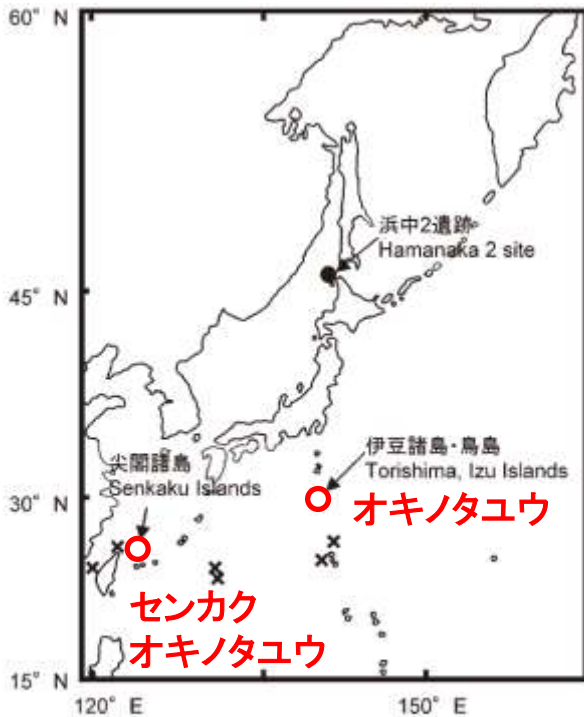 60° N
浜中2遺跡
Hamanaka 2 site
45° N
尖閣諸島
Senkaku Islands
伊豆諸島・鳥島
Torishima, Izu Islands
30° N
オキノタユウ
センカク
オキノタユウ
15° N
120° E
150° E